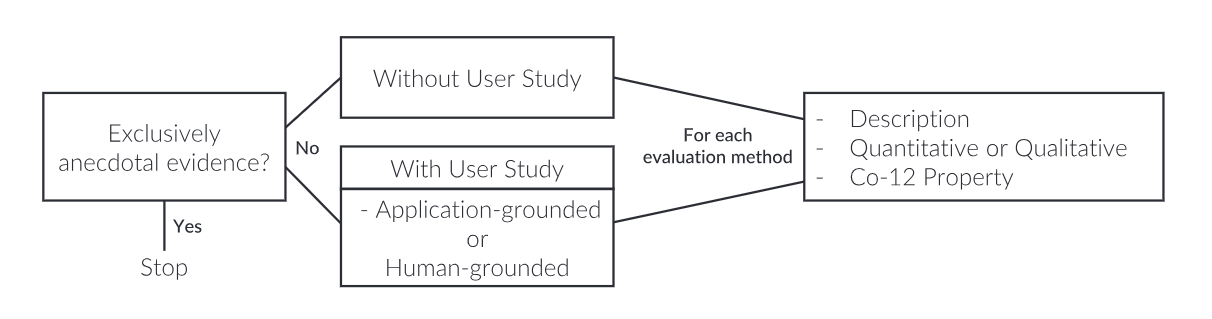 Exclusively
anecdotal evidence?
Yes
Stop
No
Without User Study
With User Study
- Application-grounded
or
Human-grounded
For each
evaluation method
- Description
- Quantitative or Qualitative
- Co-12 Property